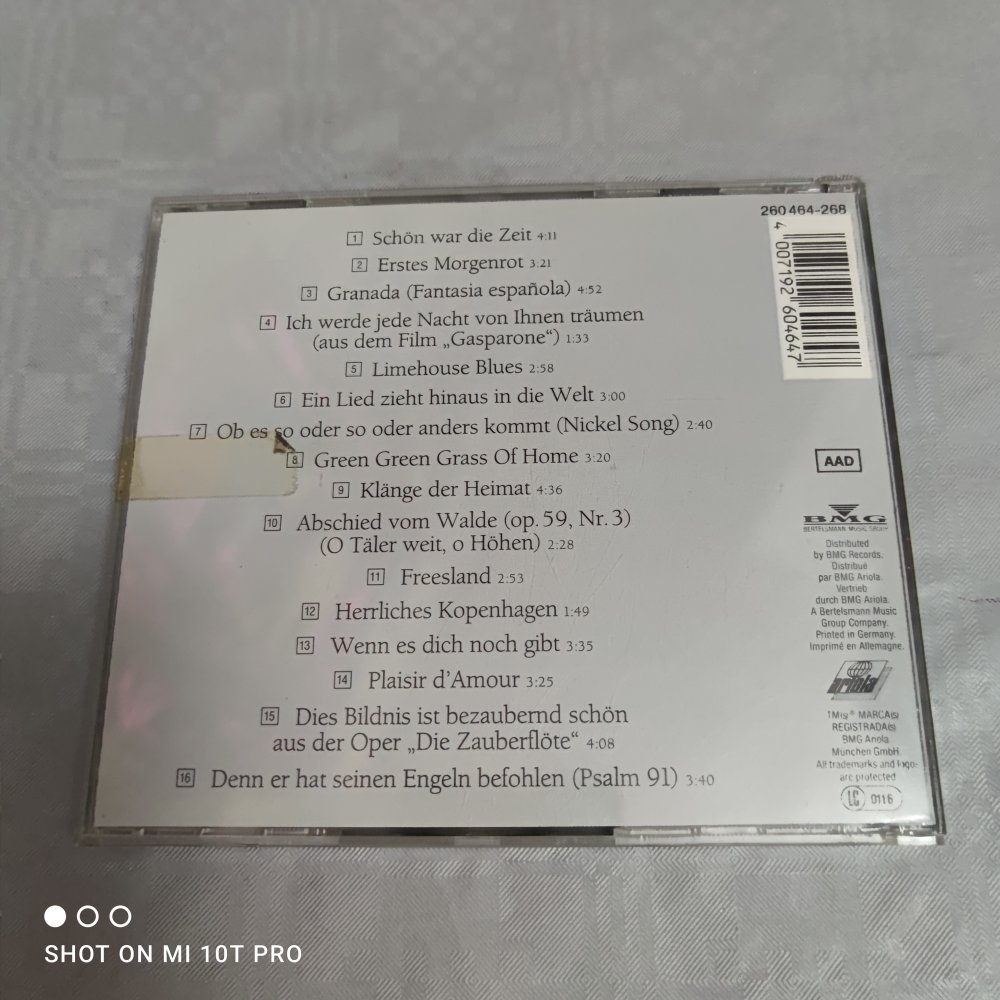 260 464-268
1 Schön war die Zeit 4:11
2 Erstes Morgenrot 3:21
3 Granada (Fantasia española) 4:52
4 Ich werde jede Nacht von Ihnen träumen
(aus dem Film „Gasparone“) 1:33
5 Limehouse Blues 2:58
6 Ein Lied zieht hinaus in die Welt 3:00
7 Ob es so oder so oder anders kommt (Nickel Song) 2:40
8 Green Green Grass Of Home 3:20
9 Klänge der Heimat 4:36
10 Abschied vom Walde (op. 59, Nr. 3)
(O Täler weit, o Höhen) 2:28
11 Freesland 2:53
12 Herrliches Kopenhagen 1:49
13 Wenn es dich noch gibt 3:35
14 Plaisir d'Amour 3:25
15 Dies Bildnis ist bezaubernd schön
aus der Oper „Die Zauberflöte“ 4:08
16 Denn er hat seinen Engeln befohlen (Psalm 91) 3:40
4 007192 604647
AAD
BMG
BERTELSMANN MUSIC GROUP
Distributed
by BMG Records.
Distribué
par BMG Ariola.
Vertrieb
durch BMG Ariola.
A Bertelsmann Music
Group Company.
Printed in Germany.
Imprimé en Allemagne.
ariola
TM(s)® MARCA(s)
REGISTRADA(s)
BMG Ariola
München GmbH
All trademarks and logo-
are protected
LC 0116
SHOT ON MI 10T PRO